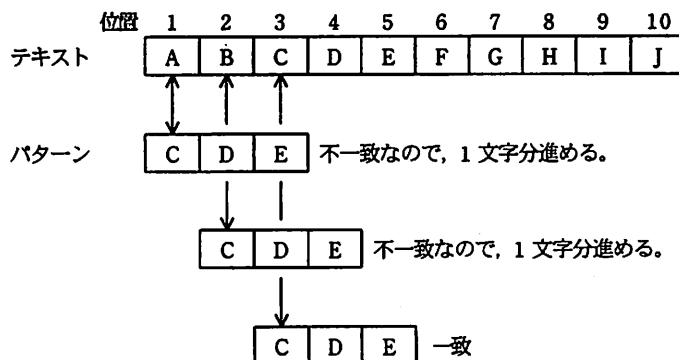 位置 1 2 3 4 5 6 7 8 9 10
テキスト A B C D E F G H I J
パターン C D E 不一致なので，1 文字分進める。
C D E 不一致なので，1 文字分進める。
C D E 一致